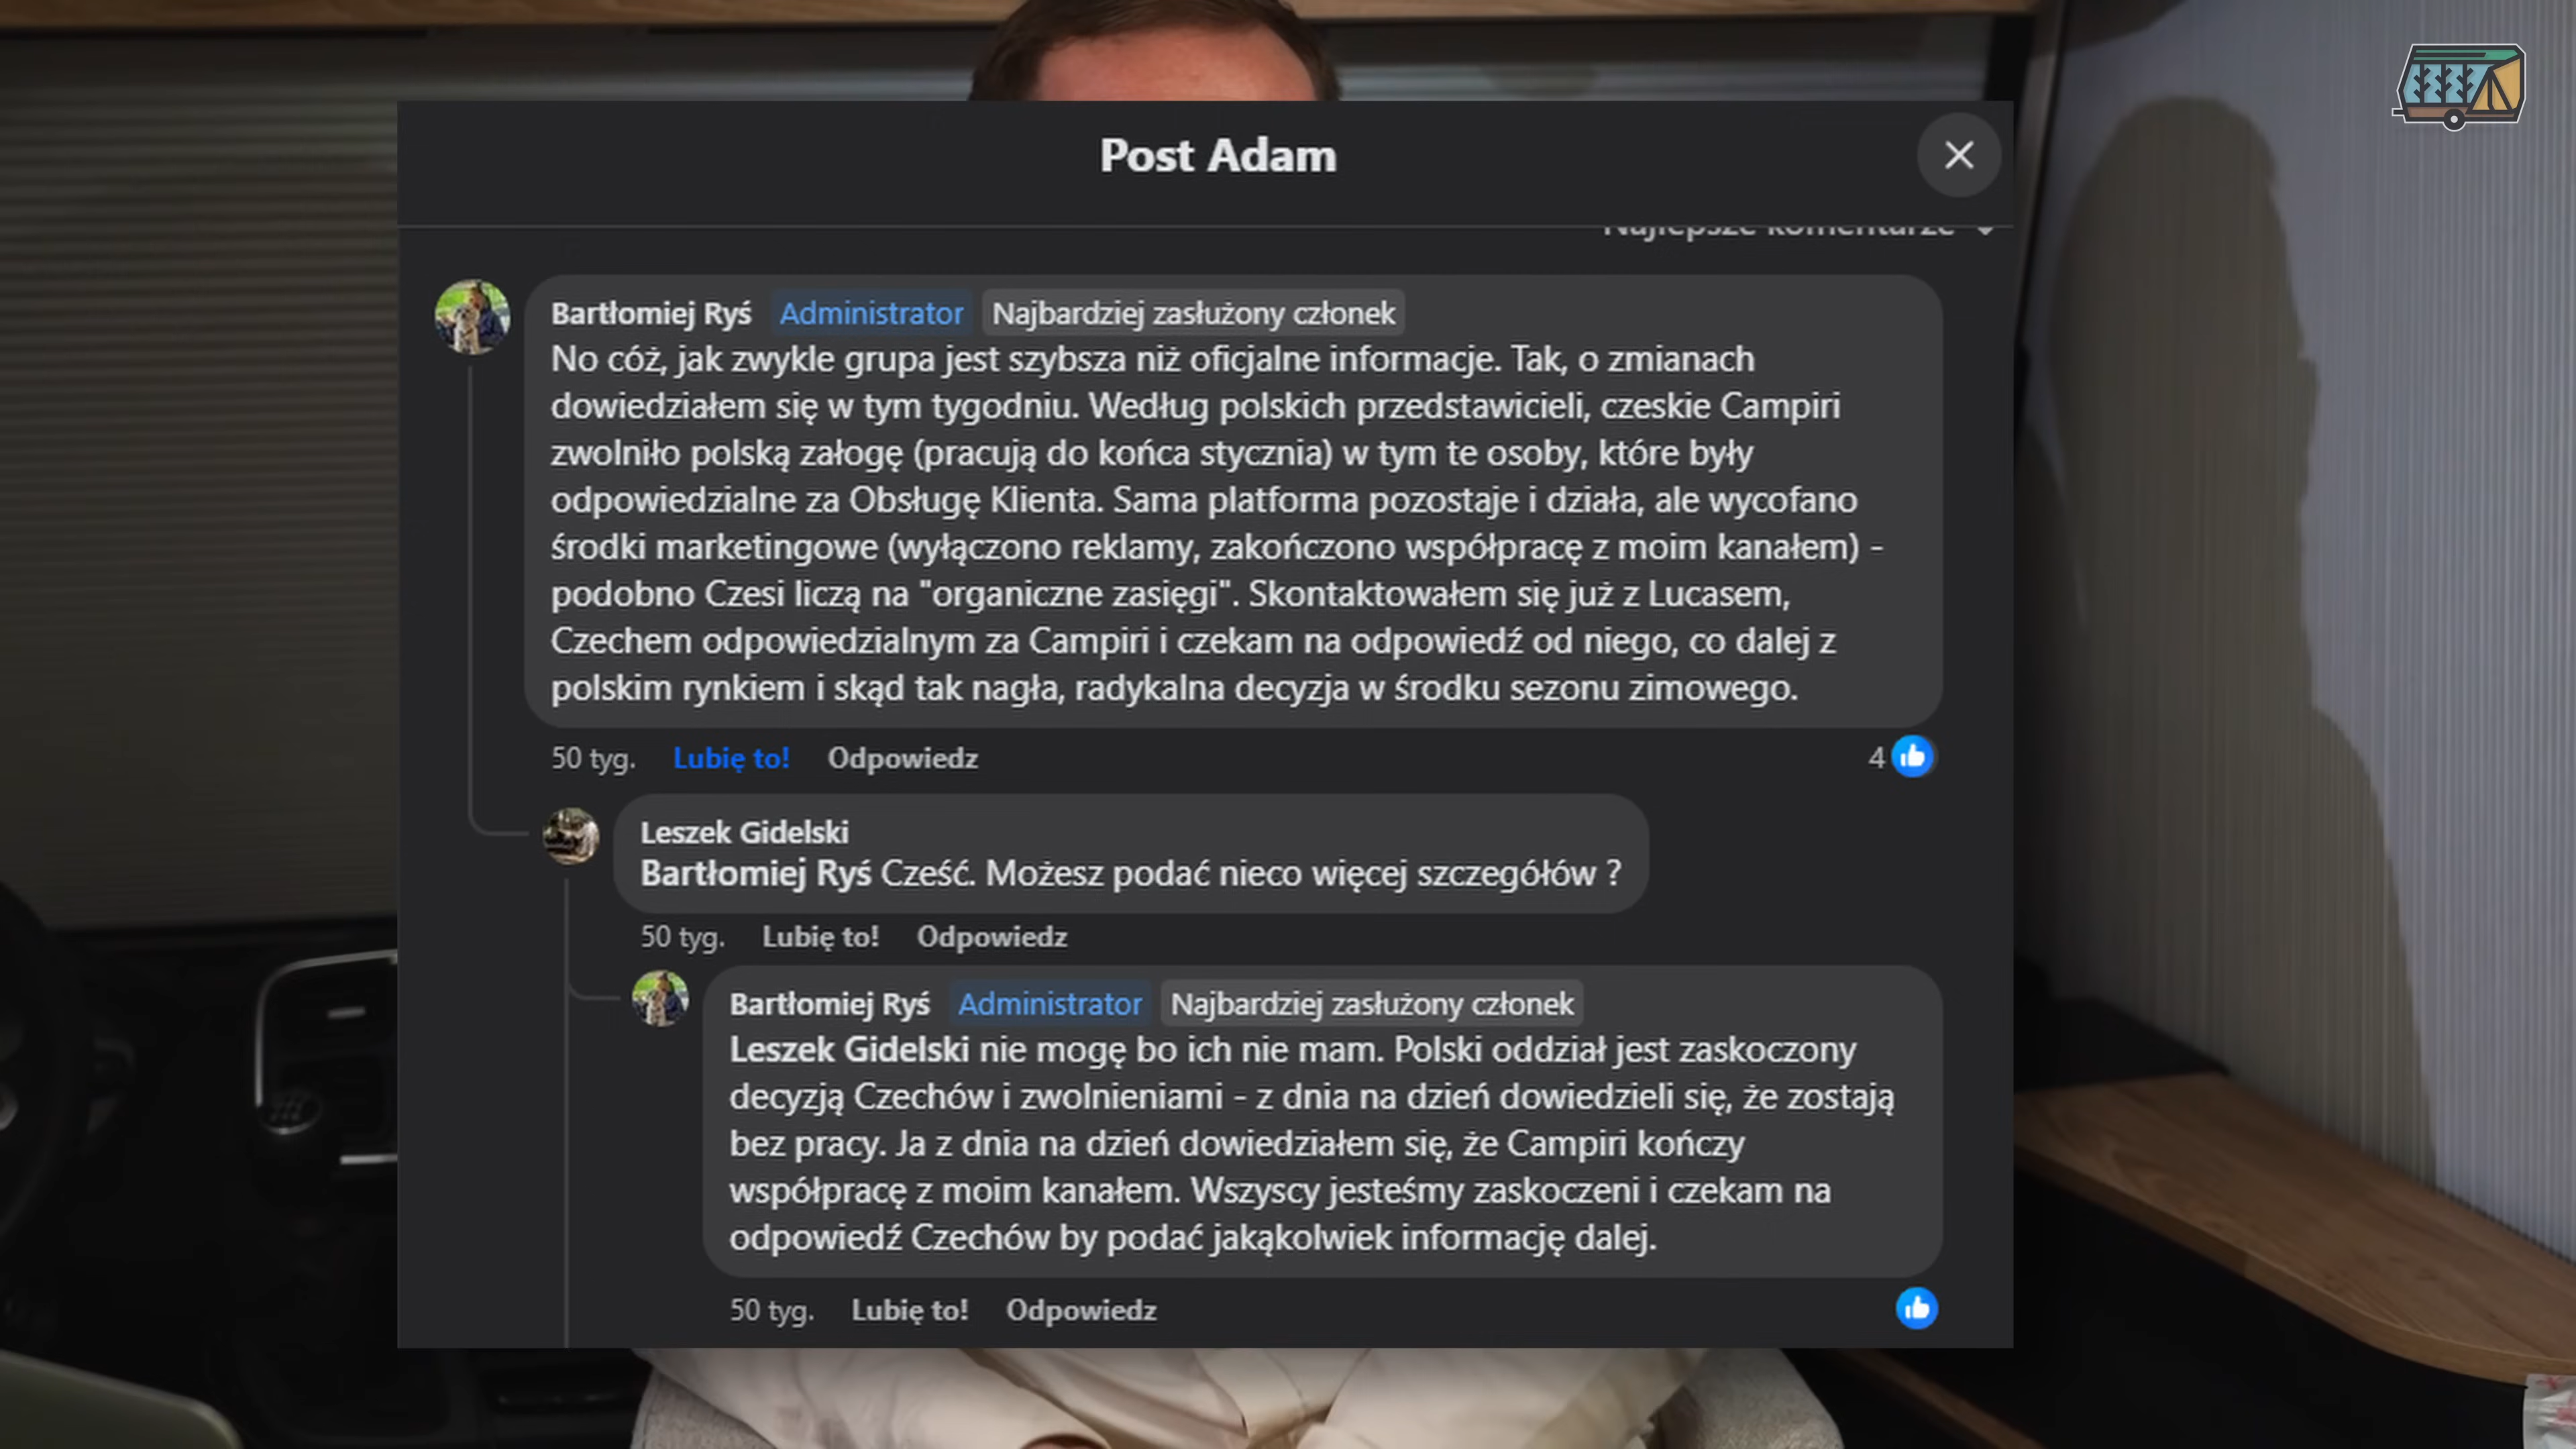 Post Adam
Najlepsze komentarze
Bartłomiej Ryś Administrator Najbardziej zasłużony członek
No cóż, jak zwykle grupa jest szybsza niż oficjalne informacje. Tak, o zmianach
dowiedziałem się w tym tygodniu. Według polskich przedstawicieli, czeskie Campiri
zwolniło polską załogę (pracują do końca stycznia) w tym te osoby, które były
odpowiedzialne za Obsługę Klienta. Sama platforma pozostaje i działa, ale wycofano
środki marketingowe (wyłączono reklamy, zakończono współpracę z moim kanałem) -
podobno Czesi liczą na "organiczne zasięgi". Skontaktowałem się już z Lucasem,
Czechem odpowiedzialnym za Campiri i czekam na odpowiedź od niego, co dalej z
polskim rynkiem i skąd tak nagła, radykalna decyzja w środku sezonu zimowego.
50 tyg. Lubię to! Odpowiedz 4
Leszek Gidelski
Bartłomiej Ryś Cześć. Możesz podać nieco więcej szczegółów ?
50 tyg. Lubię to! Odpowiedz
Bartłomiej Ryś Administrator Najbardziej zasłużony członek
Leszek Gidelski nie mogę bo ich nie mam. Polski oddział jest zaskoczony
decyzją Czechów i zwolnieniami - z dnia na dzień dowiedzieli się, że zostają
bez pracy. Ja z dnia na dzień dowiedziałem się, że Campiri kończy
współpracę z moim kanałem. Wszyscy jesteśmy zaskoczeni i czekam na
odpowiedź Czechów by podać jakąkolwiek informację dalej.
50 tyg. Lubię to! Odpowiedz